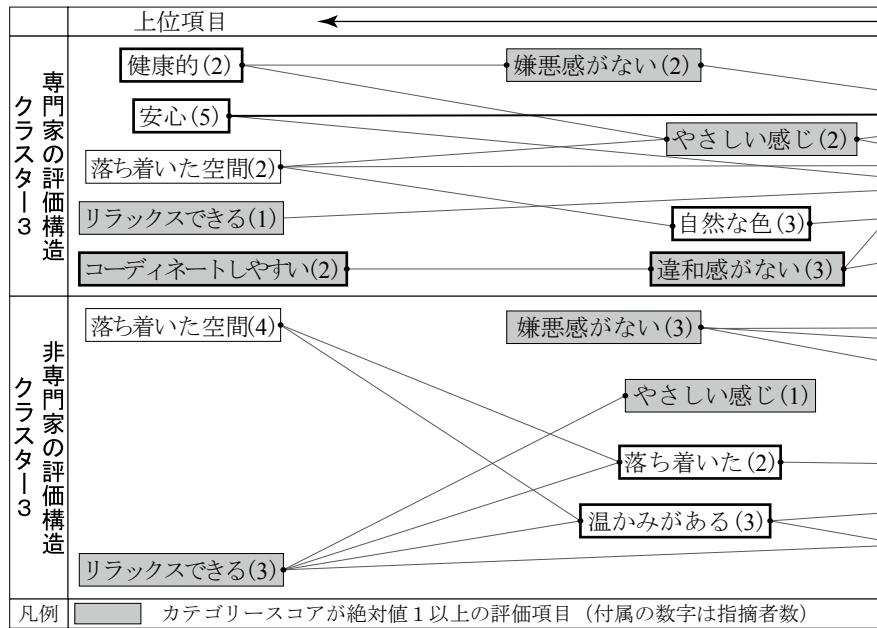 上位項目
専門家の評価構造
クラスター3
健康的(2)
嫌悪感がない(2)
安心(5)
やさしい感じ(2)
落ち着いた空間(2)
リラックスできる(1)
自然な色(3)
コーディネートしやすい(2)
違和感がない(3)
非専門家の評価構造
クラスター3
落ち着いた空間(4)
嫌悪感がない(3)
やさしい感じ(1)
落ち着いた(2)
温かみがある(3)
リラックスできる(3)
凡例 カテゴリースコアが絶対値1以上の評価項目(付属の数字は指摘者数)